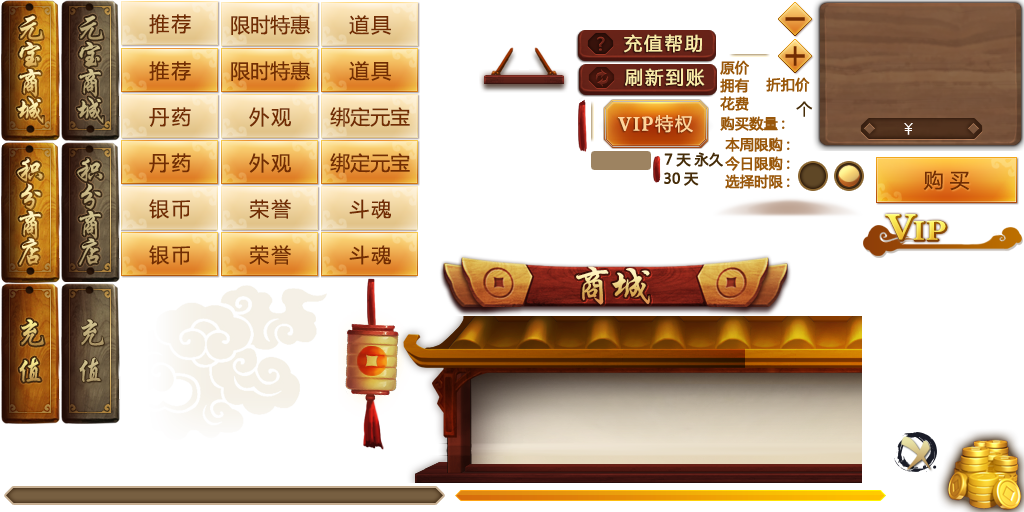 元宝商城
元宝商城
积分商店
积分商店
充值
充值
推荐 限时特惠 道具
推荐 限时特惠 道具
丹药 外观 绑定元宝
丹药 外观 绑定元宝
银币 荣誉 斗魂
银币 荣誉 斗魂
充值帮助
刷新到账
VIP特权
7天 永久
30天
原价
拥有
花费
折扣价
个
购买数量：
本周限购：
今日限购：
选择时限：
¥
购买
VIP
商城